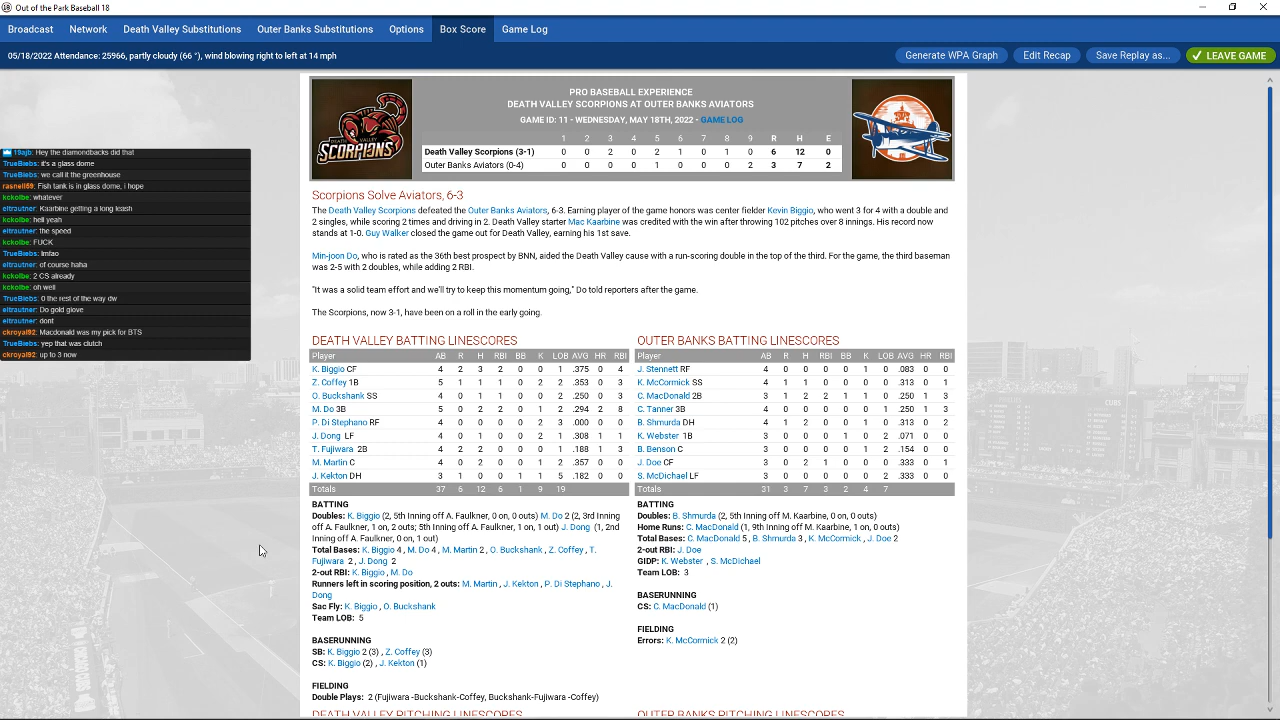 Out of the Park Baseball 18
Broadcast Network Death Valley Substitutions Outer Banks Substitutions Options Box Score Game Log
05/18/2022 Attendance: 25966, partly cloudy (66 °), wind blowing right to left at 14 mph
Generate WPA Graph Edit Recap Save Replay as... LEAVE GAME
19ajb: Hey the diamondbacks did that
TrueBiebs: it's a glass dome
TrueBiebs: we call it the greenhouse
rasnell59: Fish tank is in glass dome, i hope
kckolbe: whatever
eltrautner: Kaarbine getting a long leash
kckolbe: hell yeah
eltrautner: the speed
kckolbe: FUCK
TrueBiebs: lmfao
eltrautner: of course haha
kckolbe: 2 CS already
kckolbe: oh well
TrueBiebs: 0 the rest of the way dw
eltrautner: Do gold glove
eltrautner: dont
ckroyal92: Macdonald was my pick for BTS
TrueBiebs: yep that was clutch
ckroyal92: up to 3 now
DEATH VALLEY SCORPIONS
PRO BASEBALL EXPERIENCE
DEATH VALLEY SCORPIONS AT OUTER BANKS AVIATORS
GAME ID: 11 - WEDNESDAY, MAY 18TH, 2022 - GAME LOG
1 2 3 4 5 6 7 8 9 R H E
Death Valley Scorpions (3-1) 0 0 2 0 2 1 0 1 0 6 12 0
Outer Banks Aviators (0-4) 0 0 0 0 1 0 0 0 2 3 7 2
Scorpions Solve Aviators, 6-3
The Death Valley Scorpions defeated the Outer Banks Aviators, 6-3. Earning player of the game honors was center fielder Kevin Biggio, who went 3 for 4 with a double and
2 singles, while scoring 2 times and driving in 2. Death Valley starter Mac Kaarbine was credited with the win after throwing 102 pitches over 8 innings. His record now
stands at 1-0. Guy Walker closed the game out for Death Valley, earning his 1st save.
Min-joon Do, who is rated as the 36th best prospect by BNN, aided the Death Valley cause with a run-scoring double in the top of the third. For the game, the third baseman
was 2-5 with 2 doubles, while adding 2 RBI.
"It was a solid team effort and we'll try to keep this momentum going," Do told reporters after the game.
The Scorpions, now 3-1, have been on a roll in the early going.
DEATH VALLEY BATTING LINESCORES
Player AB R H RBI BB K LOB AVG HR RBI
K. Biggio CF 4 2 3 2 0 0 1 .375 0 4
Z. Coffey 1B 5 1 1 1 0 2 2 .353 0 3
O. Buckshank SS 4 0 1 1 0 0 2 .250 0 3
M. Do 3B 5 0 2 2 0 1 2 .294 2 8
P. Di Stephano RF 4 0 0 0 0 2 3 .000 0 0
J. Dong LF 4 0 1 0 0 2 1 .308 1 1
T. Fujiwara 2B 4 2 2 0 0 0 1 .188 1 3
M. Martin C 4 0 2 0 0 1 2 .357 0 0
J. Kekton DH 3 1 0 0 1 1 5 .182 0 0
Totals 37 6 12 6 1 9 19
BATTING
Doubles: K. Biggio (2, 5th Inning off A. Faulkner, 0 on, 0 outs) M. Do 2 (2, 3rd Inning
off A. Faulkner, 1 on, 2 outs; 5th Inning off A. Faulkner, 1 on, 1 out) J. Dong (1, 2nd
Inning off A. Faulkner, 0 on, 1 out)
Total Bases: K. Biggio 4 , M. Do 4 , M. Martin 2 , O. Buckshank , Z. Coffey , T.
Fujiwara 2 , J. Dong 2
2-out RBI: K. Biggio , M. Do
Runners left in scoring position, 2 outs: M. Martin , J. Kekton , P. Di Stephano , J.
Dong
Sac Fly: K. Biggio , O. Buckshank
Team LOB: 5
BASERUNNING
SB: K. Biggio 2 (3) , Z. Coffey (3)
CS: K. Biggio (2) , J. Kekton (1)
FIELDING
Double Plays: 2 (Fujiwara -Buckshank-Coffey, Buckshank-Fujiwara -Coffey)
DEATH VALLEY PITCHING LINESCORES
OUTER BANKS BATTING LINESCORES
Player AB R H RBI BB K LOB AVG HR RBI
J. Stennett RF 4 0 0 0 0 1 0 .083 0 0
K. McCormick SS 4 1 1 0 0 0 0 .313 0 1
C. MacDonald 2B 3 1 2 2 1 1 0 .250 1 3
C. Tanner 3B 4 0 0 0 0 0 1 .250 1 3
B. Shmurda DH 4 1 2 0 0 1 0 .313 0 2
K. Webster 1B 3 0 0 0 1 0 2 .071 0 0
B. Benson C 3 0 0 0 0 1 2 .154 0 0
J. Doe CF 3 0 2 1 0 0 0 .333 0 1
S. McDichael LF 3 0 0 0 0 0 2 .333 0 0
Totals 31 3 7 3 2 4 7
BATTING
Doubles: B. Shmurda (2, 5th Inning off M. Kaarbine, 0 on, 0 outs)
Home Runs: C. MacDonald (1, 9th Inning off M. Kaarbine, 1 on, 0 outs)
Total Bases: C. MacDonald 5 , B. Shmurda 3 , K. McCormick , J. Doe 2
2-out RBI: J. Doe
GIDP: K. Webster , S. McDichael
Team LOB: 3
BASERUNNING
CS: C. MacDonald (1)
FIELDING
Errors: K. McCormick 2 (2)
OUTER BANKS PITCHING LINESCORES